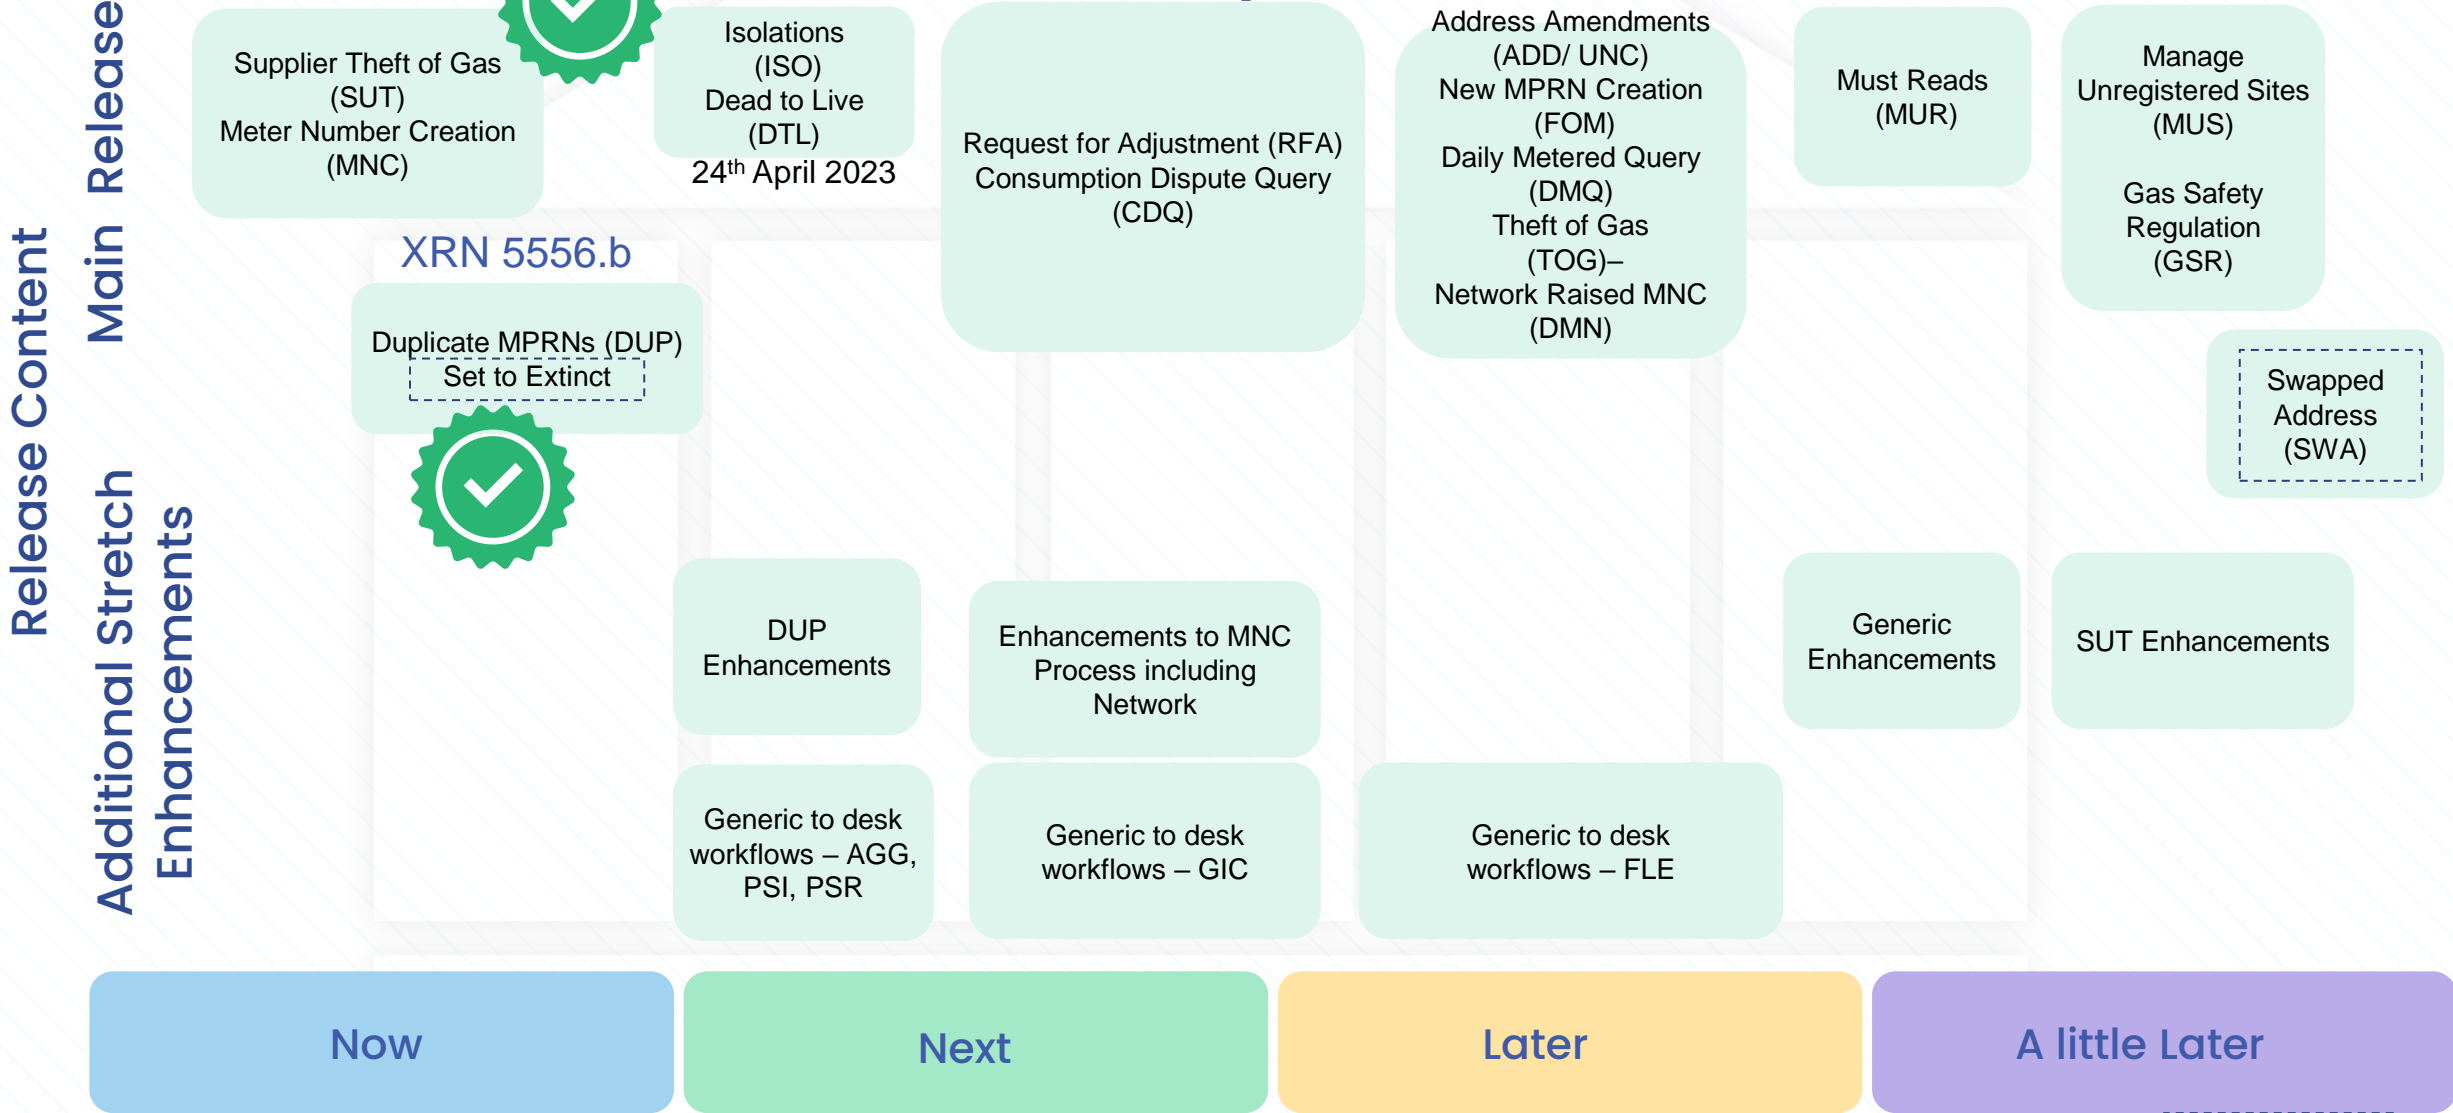 Release Content
Main Release
Additional Stretch
Enhancements
Supplier Theft of Gas
(SUT)
Meter Number Creation
(MNC)
Isolations
(ISO)
Dead to Live
(DTL)
24th April 2023
Request for Adjustment (RFA)
Consumption Dispute Query
(CDQ)
Address Amendments
(ADD/ UNC)
New MPRN Creation
(FOM)
Daily Metered Query
(DMQ)
Theft of Gas
(TOG)–
Network Raised MNC
(DMN)
Must Reads
(MUR)
Manage
Unregistered Sites
(MUS)
Gas Safety
Regulation
(GSR)
XRN 5556.b
Duplicate MPRNs (DUP)
Set to Extinct
Swapped
Address
(SWA)
DUP
Enhancements
Enhancements to MNC
Process including
Network
Generic
Enhancements
SUT Enhancements
Generic to desk
workflows – AGG,
PSI, PSR
Generic to desk
workflows – GIC
Generic to desk
workflows – FLE
Now
Next
Later
A little Later